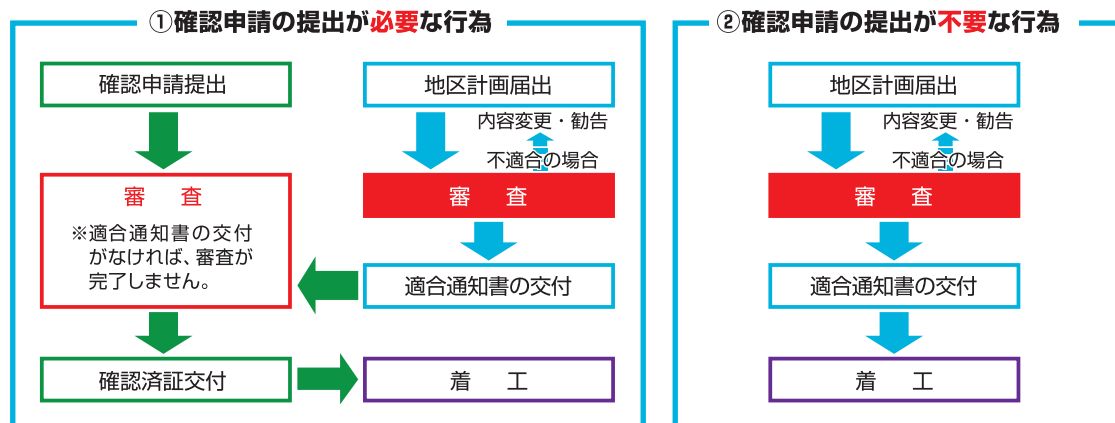 ①確認申請の提出が必要な行為
確認申請提出
審　査
※適合通知書の交付
がなければ、審査が
完了しません。
確認済証交付
地区計画届出
内容変更・勧告
不適合の場合
審　査
適合通知書の交付
着　工
②確認申請の提出が不要な行為
地区計画届出
内容変更・勧告
不適合の場合
審　査
適合通知書の交付
着　工